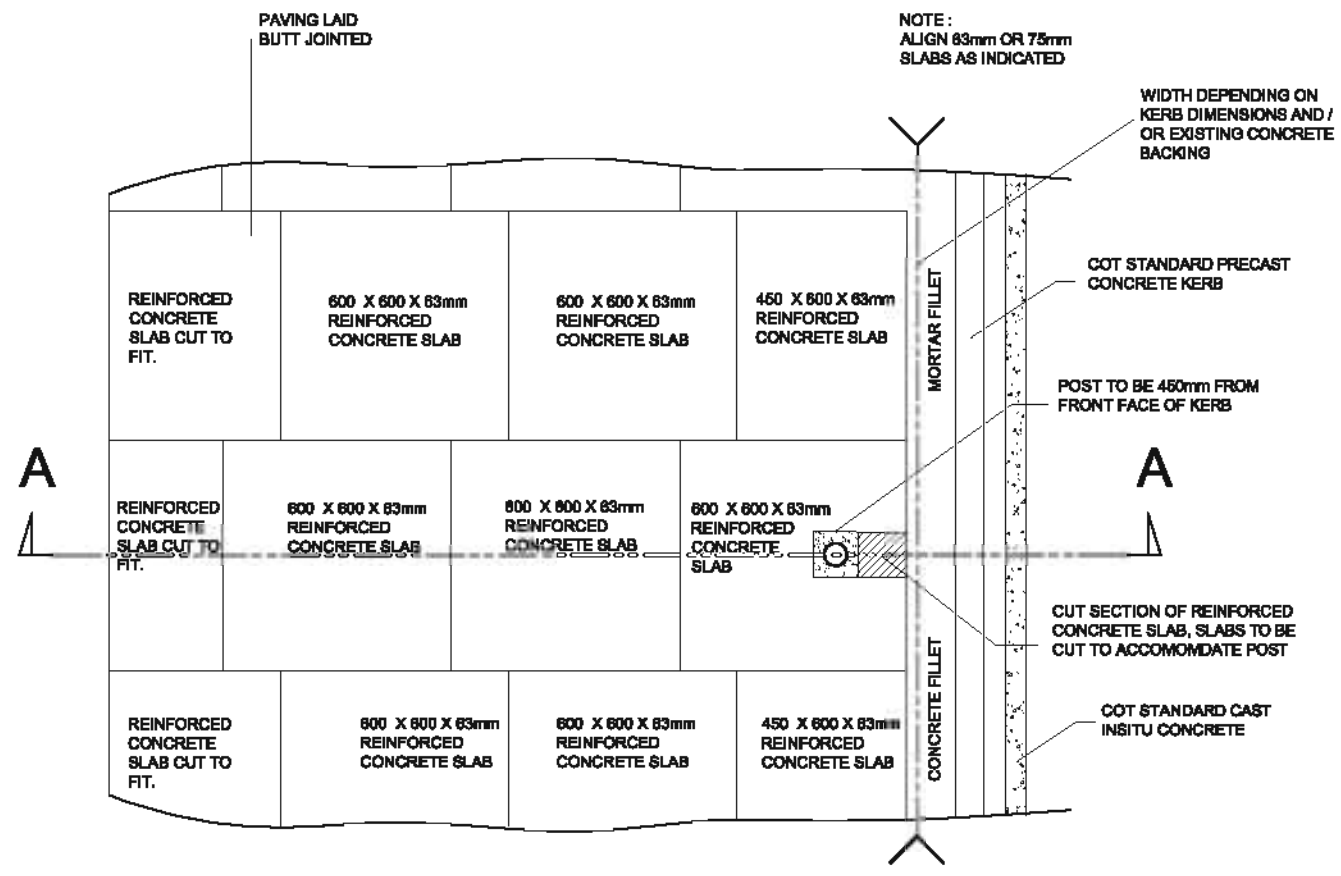 PAVING LAID
BUTT JOINTED
NOTE :
ALIGN 63mm OR 75mm
SLABS AS INDICATED
WIDTH DEPENDING ON
KERB DIMENSIONS AND /
OR EXISTING CONCRETE
BACKING
REINFORCED
CONCRETE
SLAB CUT TO
FIT.
600 X 600 X 63mm
REINFORCED
CONCRETE SLAB
600 X 600 X 63mm
REINFORCED
CONCRETE SLAB
450 X 600 X 63mm
REINFORCED
CONCRETE SLAB
MORTAR FILLET
COT STANDARD PRECAST
CONCRETE KERB
POST TO BE 450mm FROM
FRONT FACE OF KERB
A
REINFORCED
CONCRETE
SLAB CUT TO
FIT.
600 X 600 X 63mm
REINFORCED
CONCRETE SLAB
600 X 600 X 63mm
REINFORCED
CONCRETE SLAB
600 X 600 X 63mm
REINFORCED
CONCRETE
SLAB
A
CUT SECTION OF REINFORCED
CONCRETE SLAB, SLABS TO BE
CUT TO ACCOMOMDATE POST
REINFORCED
CONCRETE
SLAB CUT TO
FIT.
600 X 600 X 63mm
REINFORCED
CONCRETE SLAB
600 X 600 X 63mm
REINFORCED
CONCRETE SLAB
450 X 600 X 63mm
REINFORCED
CONCRETE SLAB
CONCRETE FILLET
COT STANDARD CAST
INSITU CONCRETE